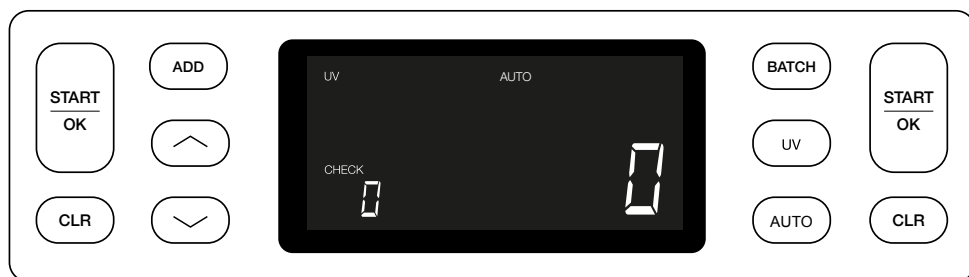 START
OK
CLR
ADD
UV AUTO
CHECK
0 0
BATCH
UV
AUTO
START
OK
CLR